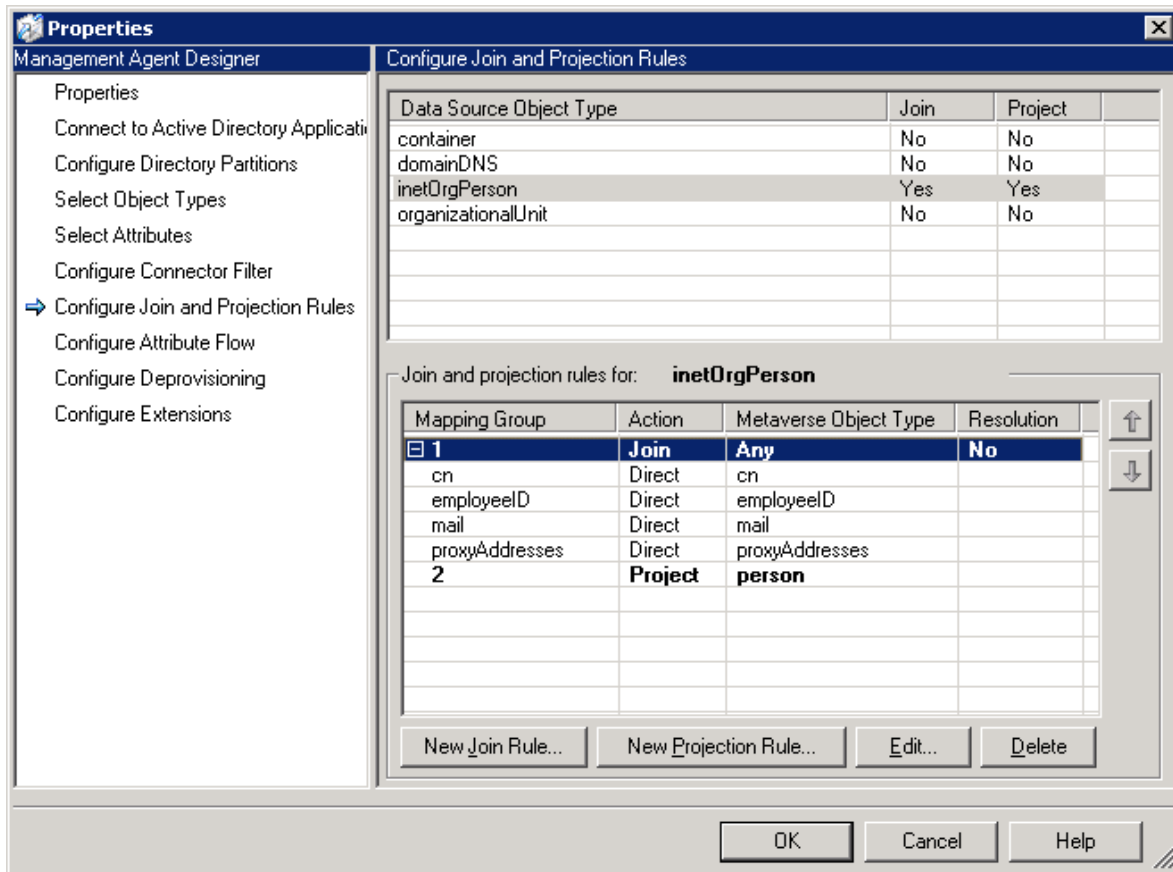 Properties
Management Agent Designer
Properties
Connect to Active Directory Applicati
Configure Directory Partitions
Select Object Types
Select Attributes
Configure Connector Filter
Configure Join and Projection Rules
Configure Attribute Flow
Configure Deprovisioning
Configure Extensions
Configure Join and Projection Rules
Data Source Object Type Join Project
container No No
domainDNS No No
inetOrgPerson Yes Yes
organizationalUnit No No
Join and projection rules for: inetOrgPerson
Mapping Group Action Metaverse Object Type Resolution
1 Join Any No
cn Direct cn
employeeID Direct employeeID
mail Direct mail
proxyAddresses Direct proxyAddresses
2 Project person
New Join Rule... New Projection Rule... Edit... Delete
OK Cancel Help